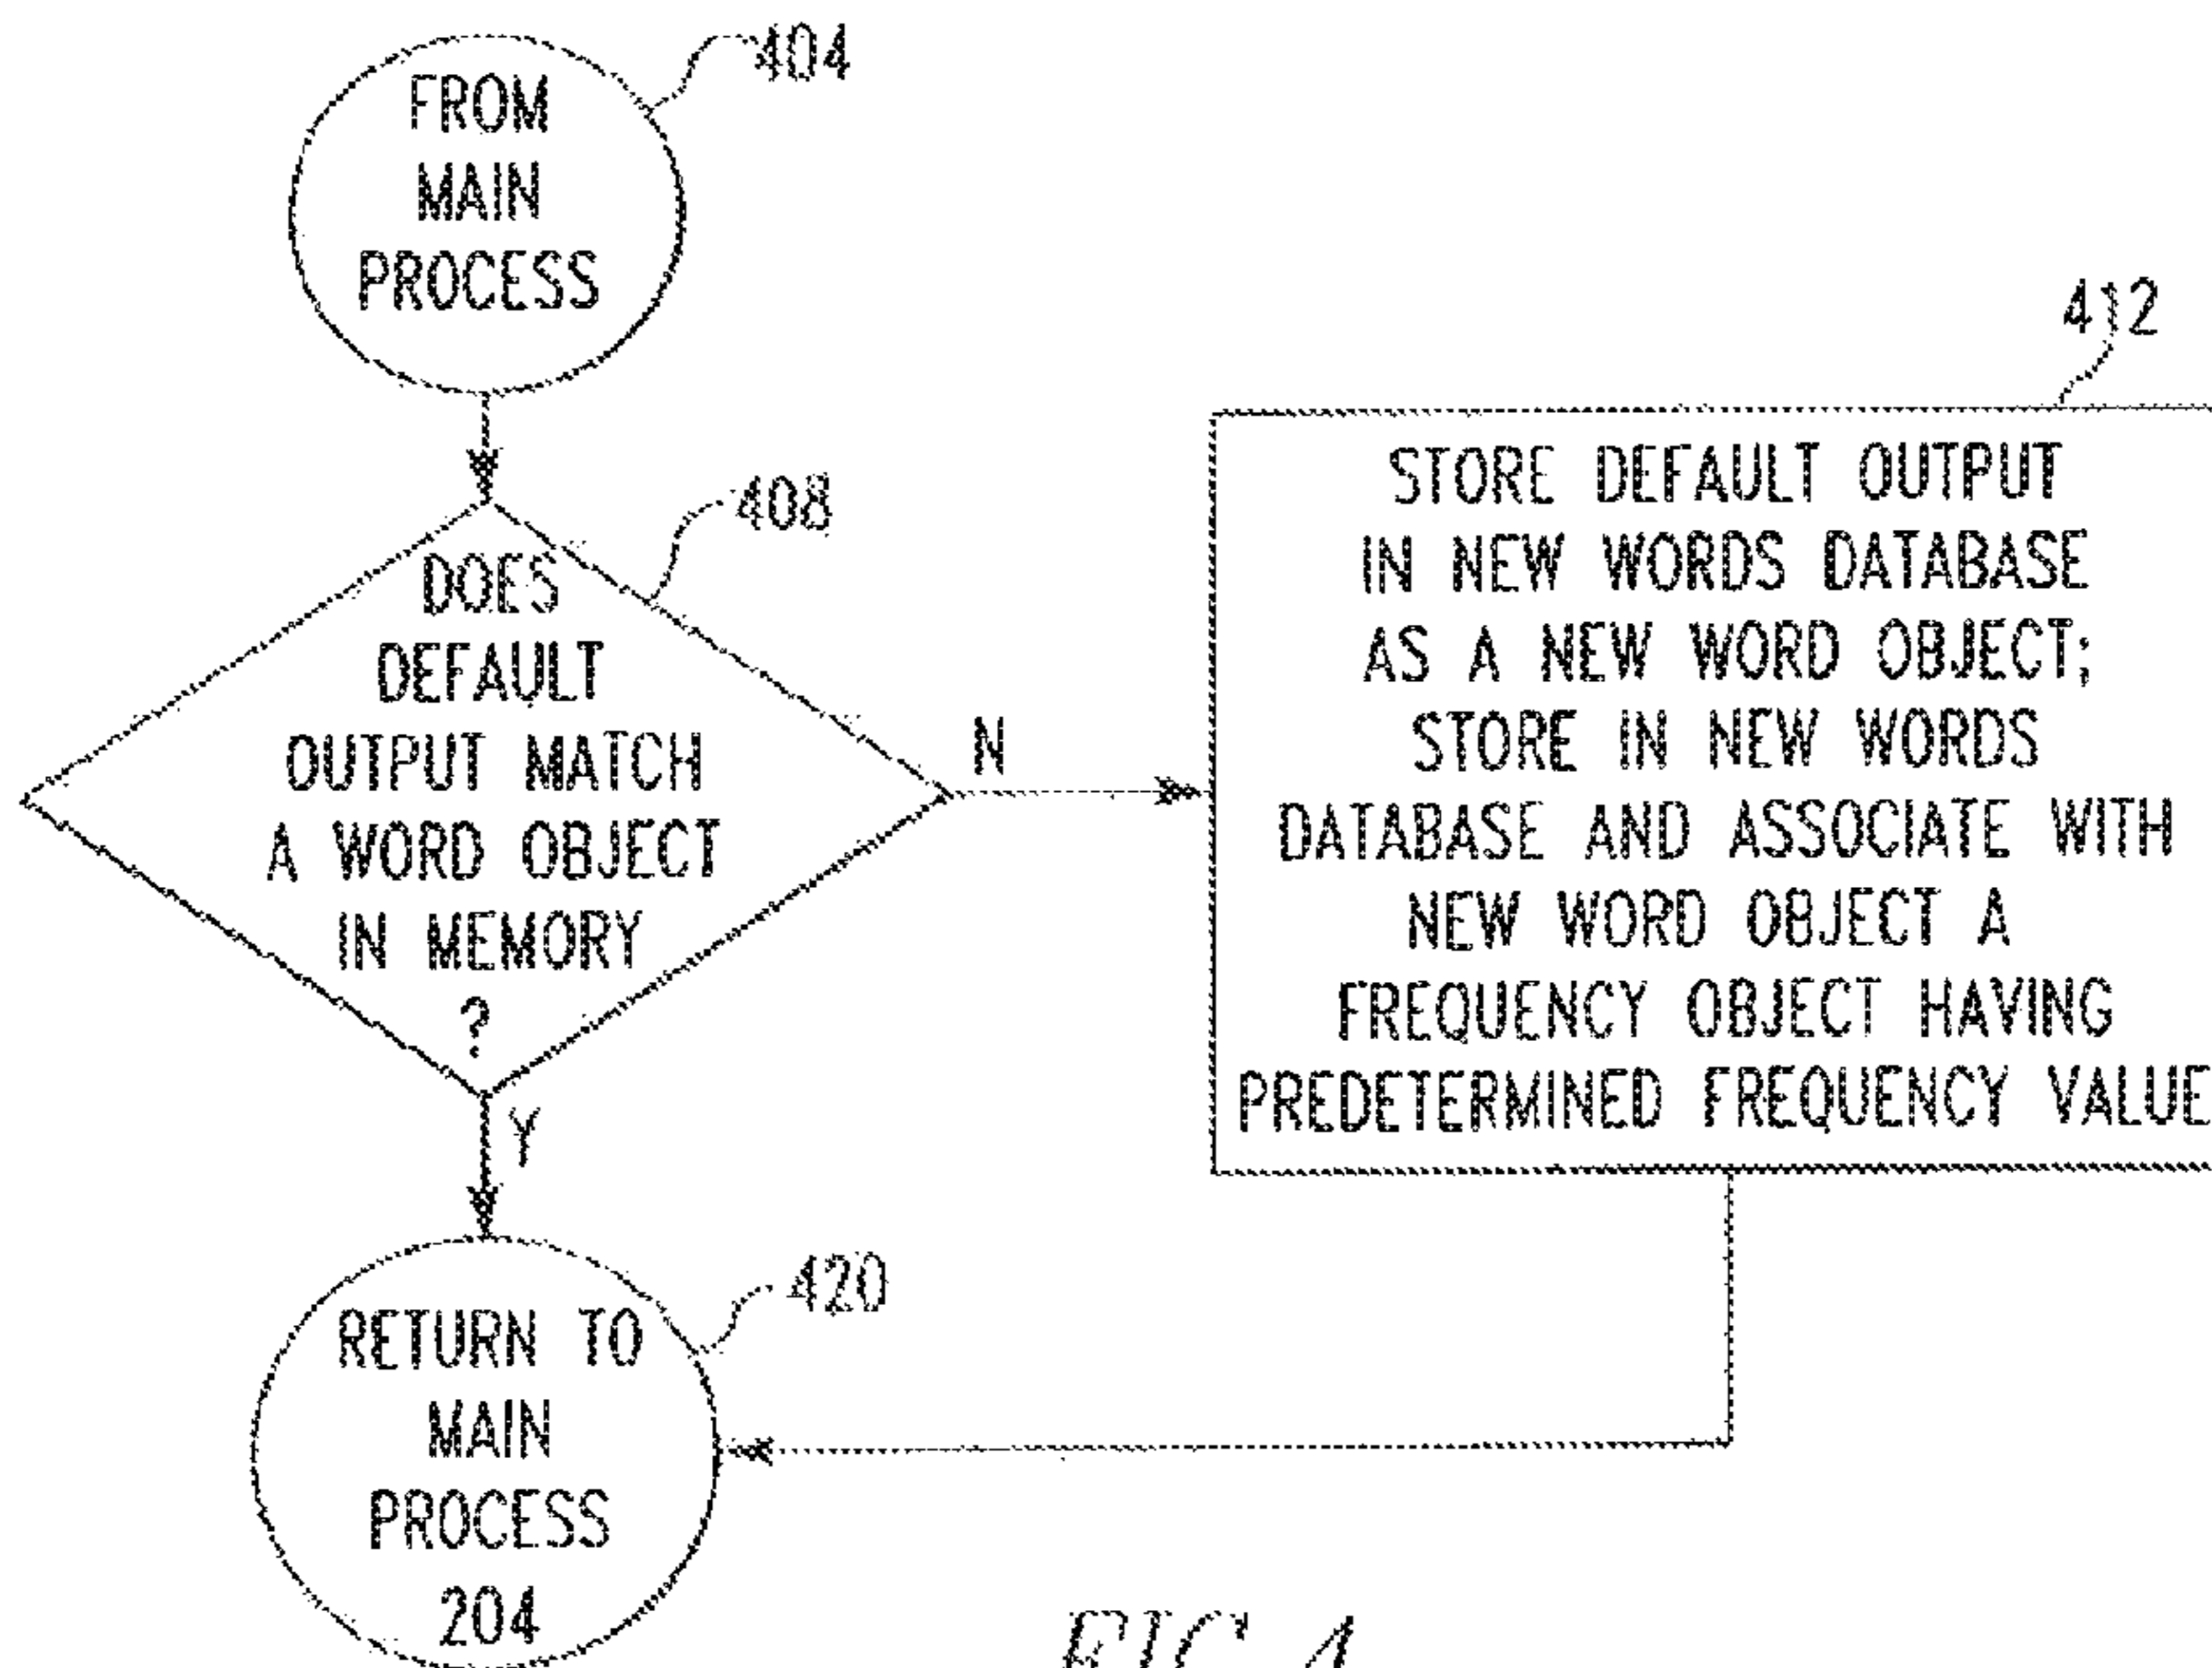 404
FROM
MAIN
PROCESS
408
DOES
DEFAULT
OUTPUT MATCH
A WORD OBJECT
IN MEMORY
?
N
Y
412
STORE DEFAULT OUTPUT
IN NEW WORDS DATABASE
AS A NEW WORD OBJECT;
STORE IN NEW WORDS
DATABASE AND ASSOCIATE WITH
NEW WORD OBJECT A
FREQUENCY OBJECT HAVING
PREDETERMINED FREQUENCY VALUE
420
RETURN TO
MAIN
PROCESS
204
FIG.4